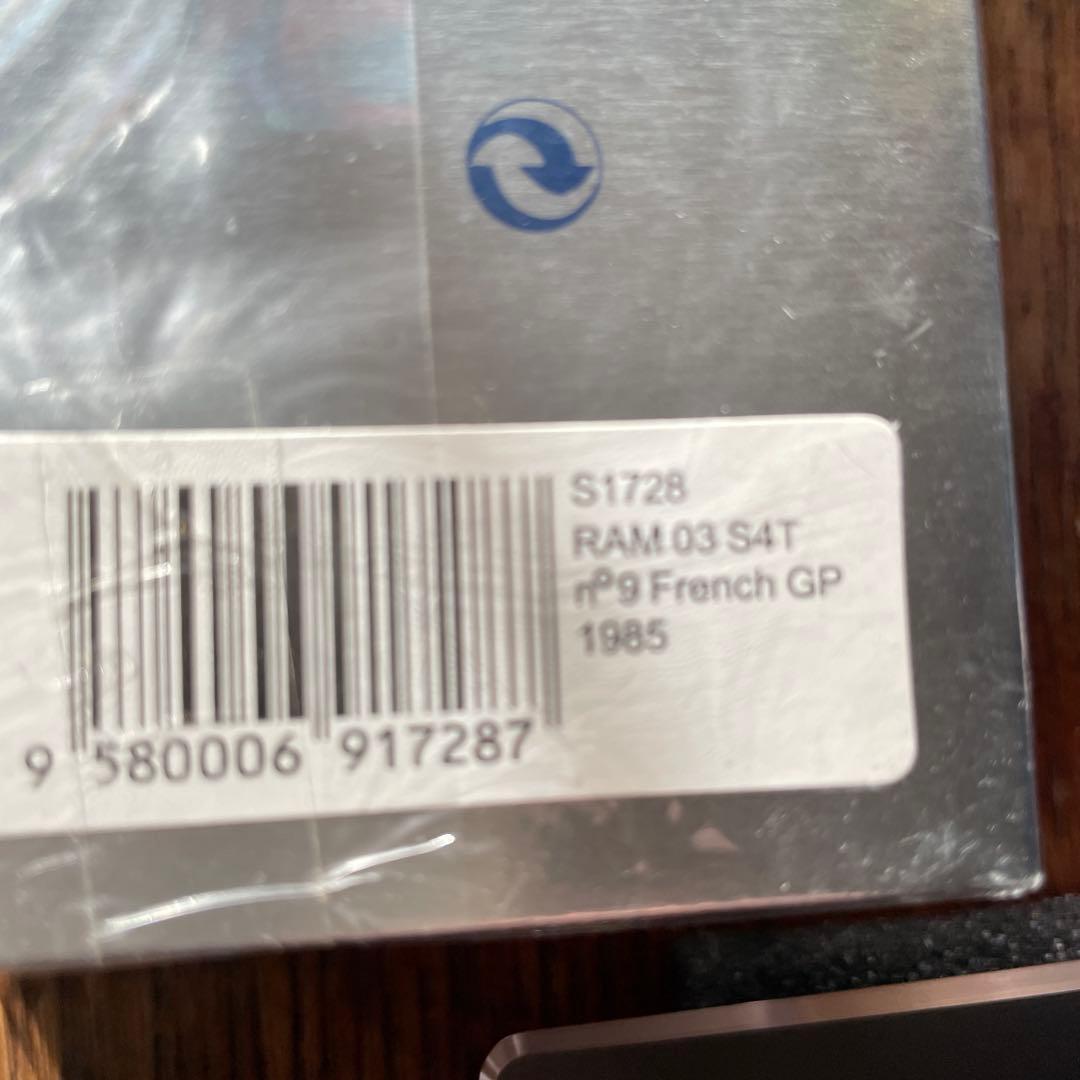 S1728
RAM 03 S4T
nº9 French GP
1985
9 580006 917287